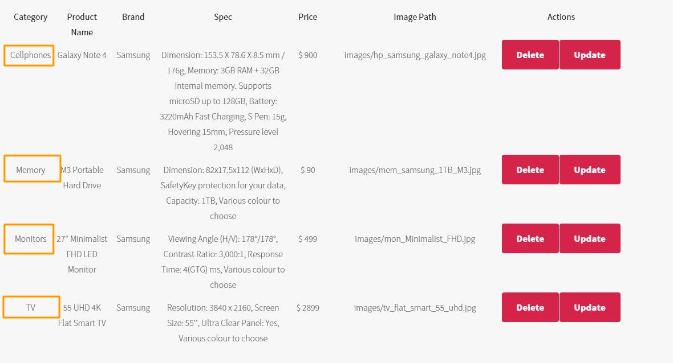 Category Product Name Brand Spec Price Image Path Actions
Cellphones Galaxy Note 4 Samsung Dimension: 153.5 X 78.6 X 8.5 mm / $ 900 images/hp_samsung_galaxy_note4.jpg Delete Update
176g, Memory: 3GB RAM + 32GB
Internal memory. Supports
microSD up to 128GB, Battery:
3220mAh Fast Charging, S Pen: 15g,
Hovering 15mm, Pressure level
2,048
Memory M3 Portable Samsung Dimension: 82x17.5x112 (WxHxD), $ 90 images/mem_samsung_1TB_M3.jpg Delete Update
Hard Drive SafetyKey protection for your data,
Capacity: 1TB, Various colour to
choose
Monitors 27" Minimalist Samsung Viewing Angle (H/V): 178°/178°, $ 499 images/mon_Minimalist_FHD.jpg Delete Update
FHD LED Contrast Ratio: 3,000:1, Response
Monitor Time: 4(GTG) ms, Various colour to
choose
TV 55 UHD 4K Samsung Resolution: 3840 x 2160, Screen $ 2899 images/tv_flat_smart_55_uhd.jpg Delete Update
Flat Smart TV Size: 55", Ultra Clear Panel: Yes,
Various colour to choose